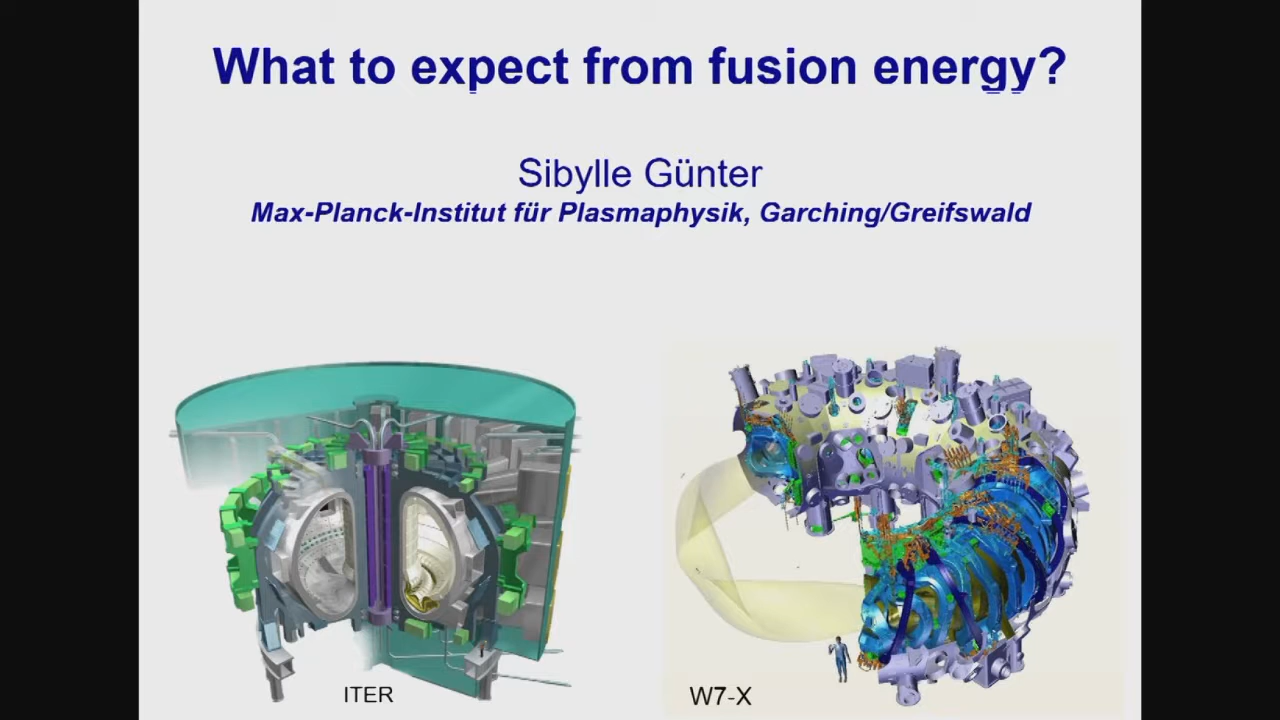 What to expect from fusion energy?
Sibylle Günter
Max-Planck-Institut für Plasmaphysik, Garching/Greifswald
ITER
W7-X